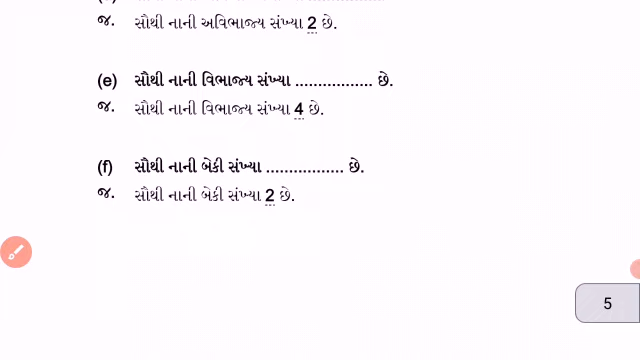 જ. સૌથી નાની અવિભાજ્ય સંખ્યા 2 છે.
(e) સૌથી નાની વિભાજ્ય સંખ્યા ................. છે.
જ. સૌથી નાની વિભાજ્ય સંખ્યા 4 છે.
(f) સૌથી નાની બેકી સંખ્યા ................. છે.
જ. સૌથી નાની બેકી સંખ્યા 2 છે.
5